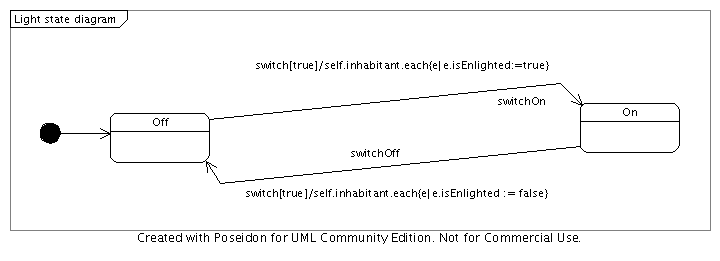 Light state diagram
switch[true]/self.inhabitant.each{e|e.isEnlighted:=true}
switchOn
Off
On
switchOff
switch[true]/self.inhabitant.each{e|e.isEnlighted := false}
Created with Poseidon for UML Community Edition. Not for Commercial Use.